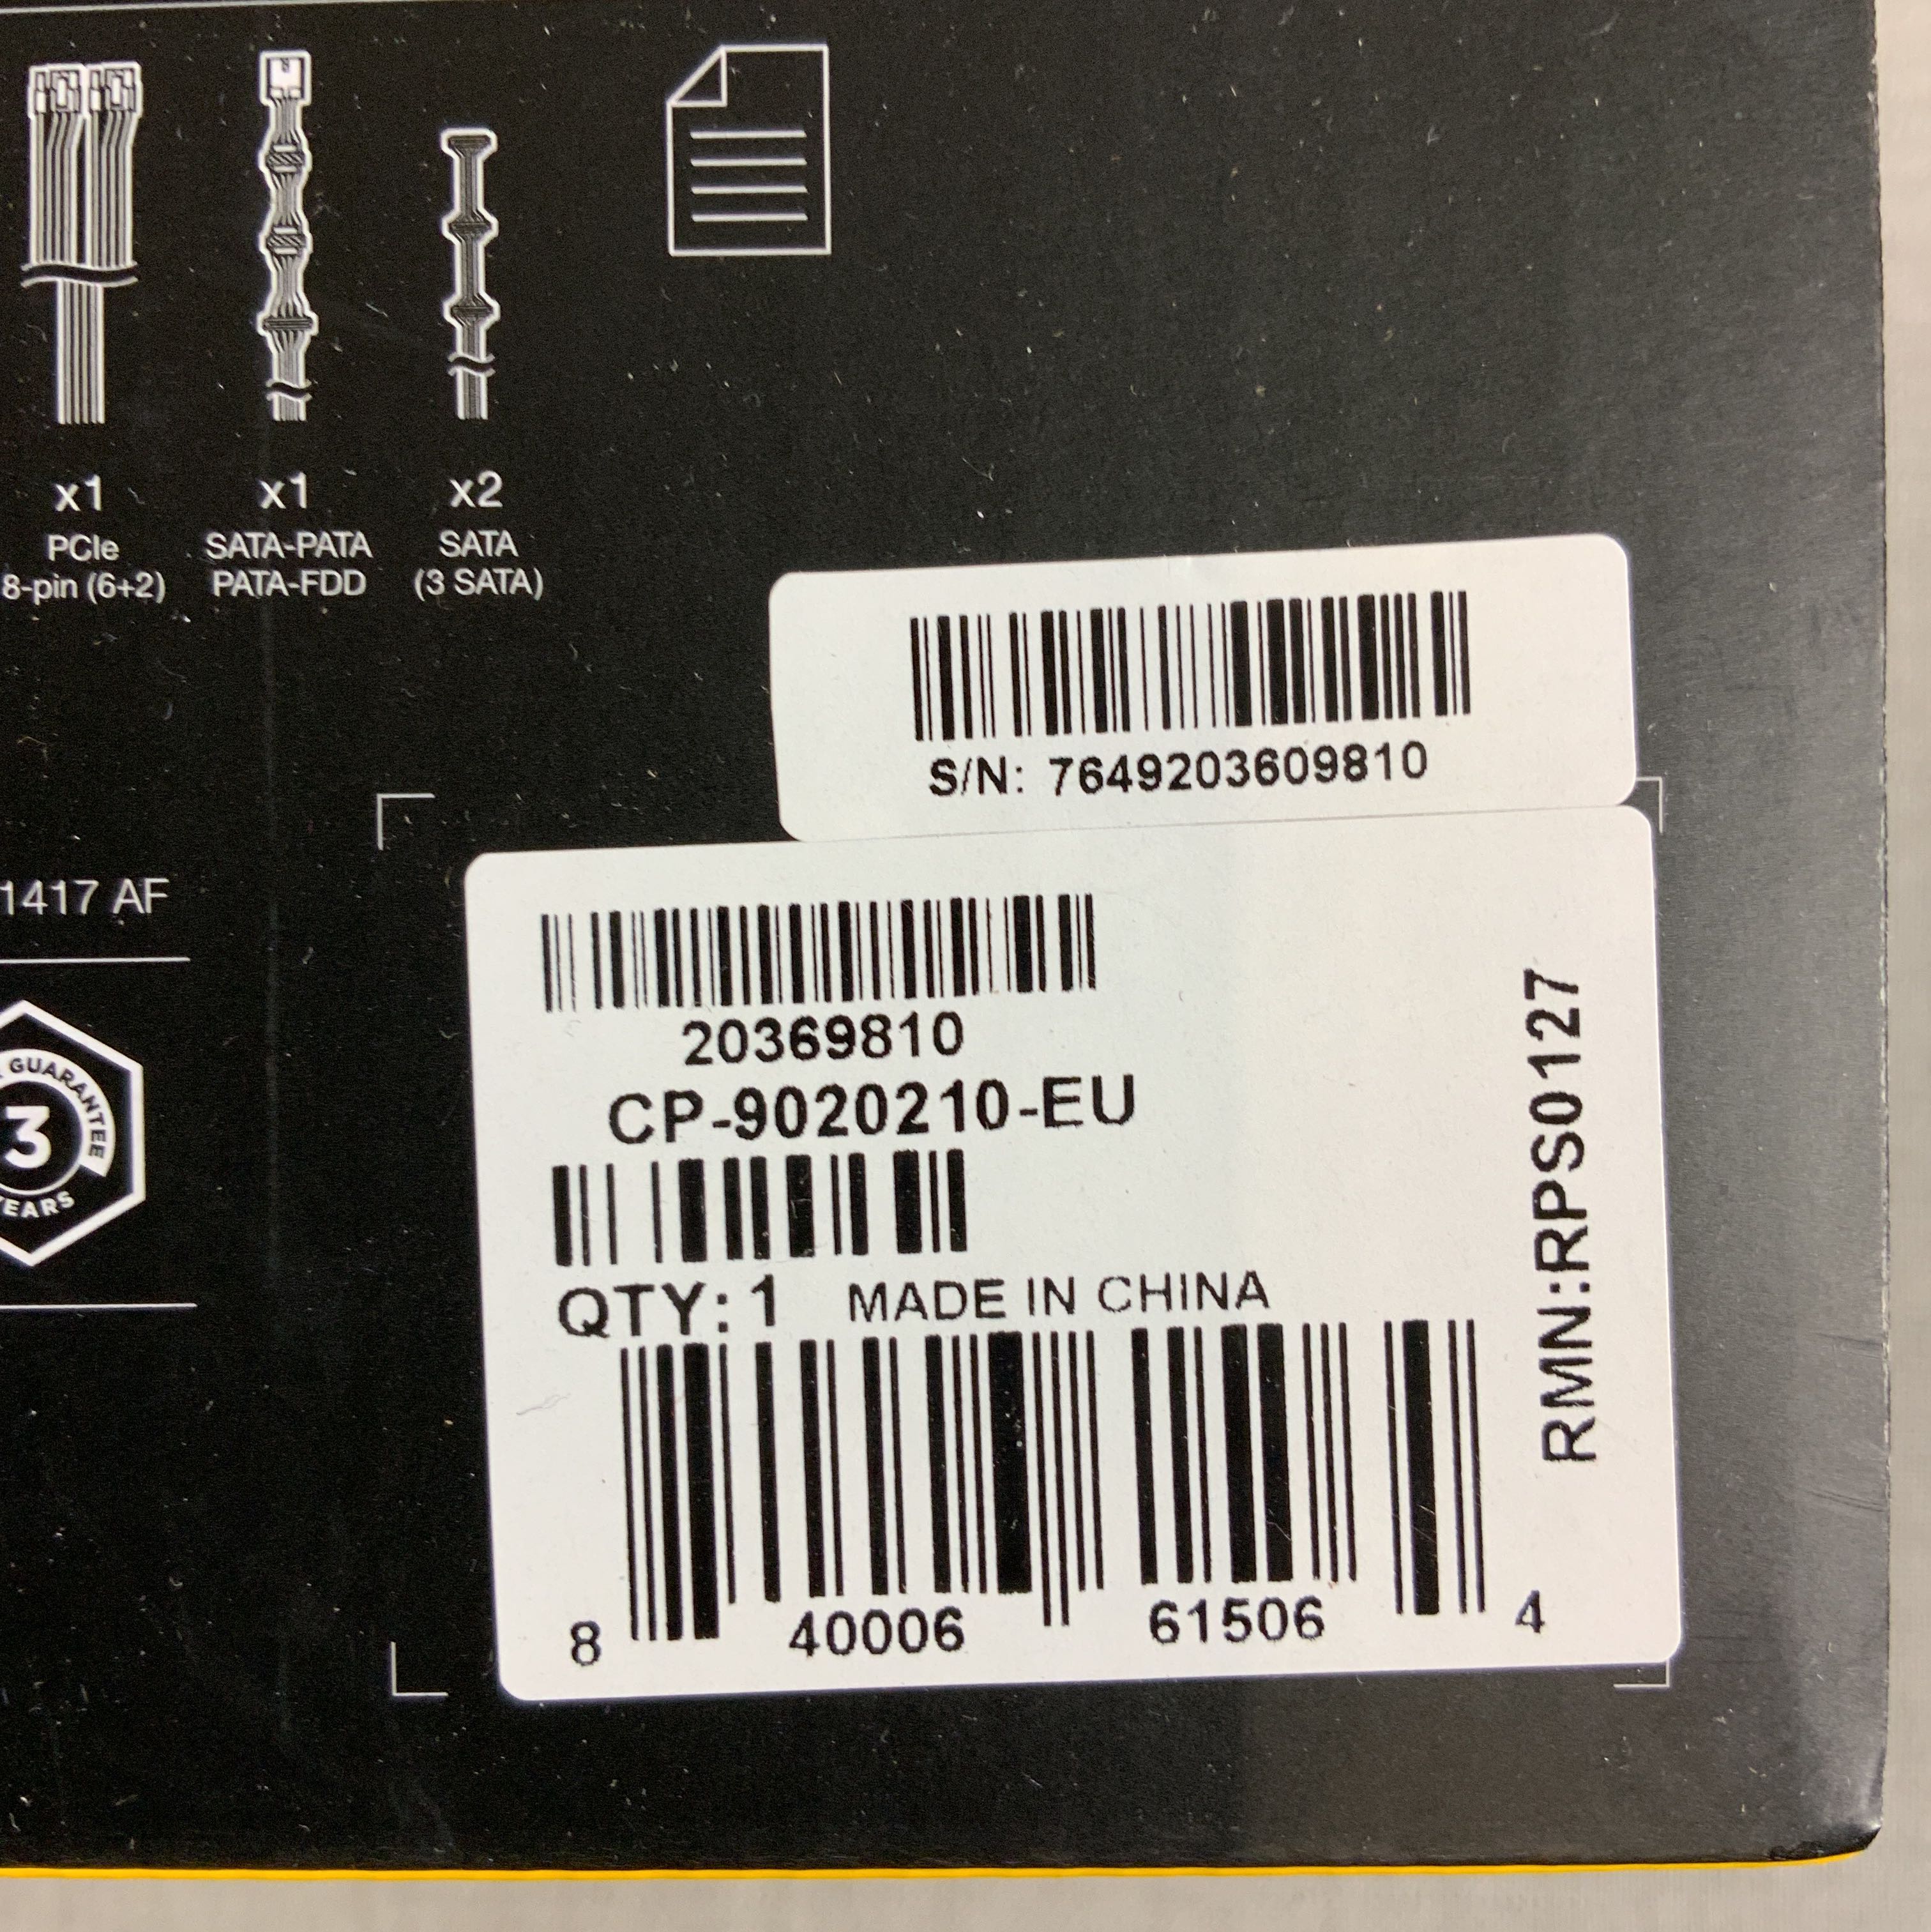 x1
PCIe
8-pin (6+2)
x1
SATA-PATA
PATA-FDD
x2
SATA
(3 SATA)
S/N: 7649203609810
1417 AF
GUARANTEE
3
YEARS
20369810
CP-9020210-EU
QTY: 1 MADE IN CHINA
8 40006 61506 4
RMN:RPS0127